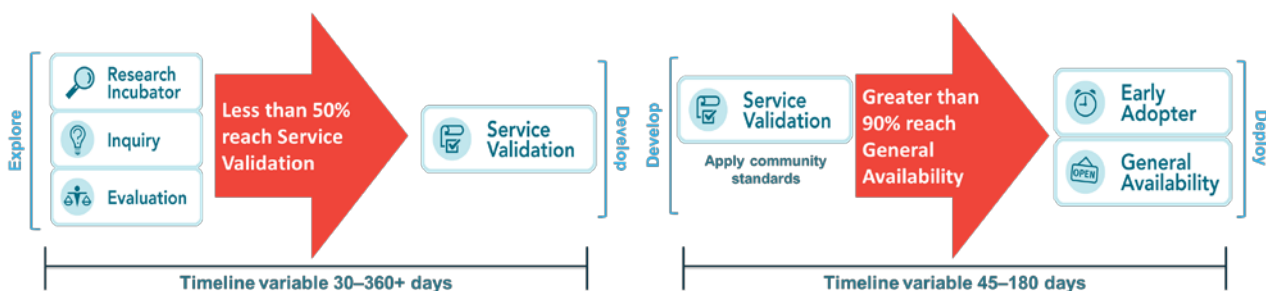 Explore
Research
Incubator
Inquiry
Evaluation
Less than 50%
reach Service
Validation
Service
Validation
Develop
Timeline variable 30–360+ days
Develop
Service
Validation
Apply community
standards
Greater than
90% reach
General
Availability
Early
Adopter
OPEN
General
Availability
Deploy
Timeline variable 45–180 days